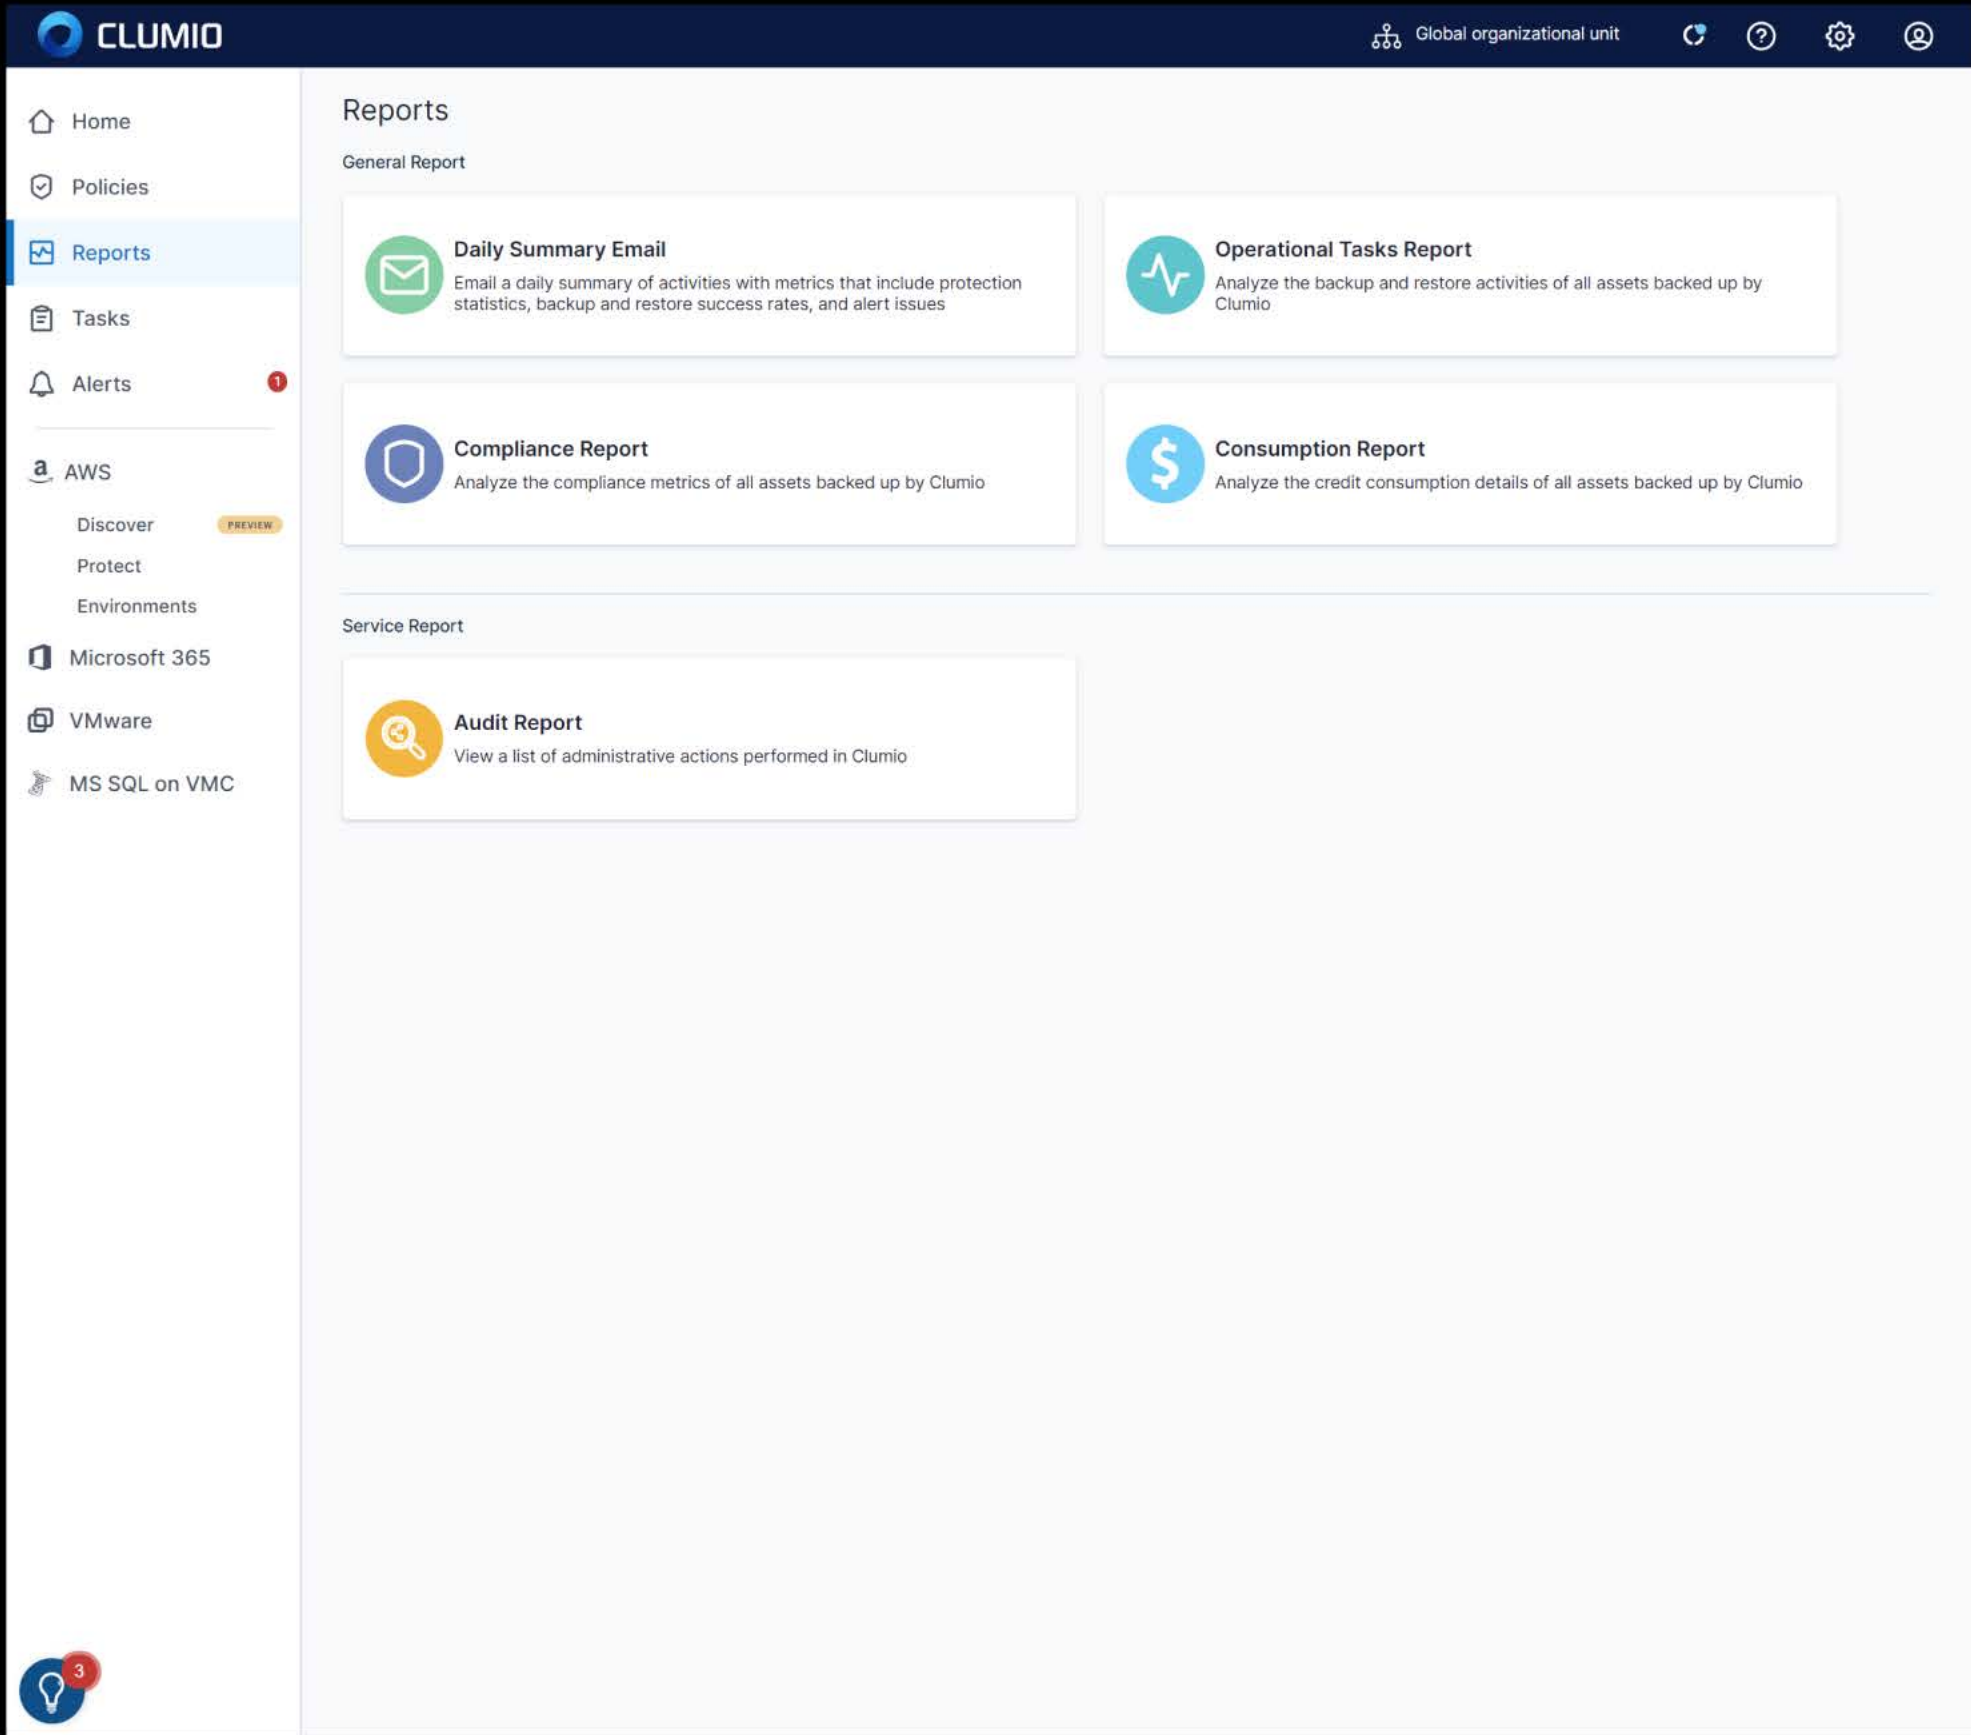 CLUMIO
Global organizational unit
Home
Policies
Reports
Tasks
Alerts
1
AWS
Discover
PREVIEW
Protect
Environments
Microsoft 365
VMware
MS SQL on VMC
3
Reports
General Report
Daily Summary Email
Email a daily summary of activities with metrics that include protection
statistics, backup and restore success rates, and alert issues
Operational Tasks Report
Analyze the backup and restore activities of all assets backed up by
Clumio
Compliance Report
Analyze the compliance metrics of all assets backed up by Clumio
Consumption Report
Analyze the credit consumption details of all assets backed up by Clumio
Service Report
Audit Report
View a list of administrative actions performed in Clumio